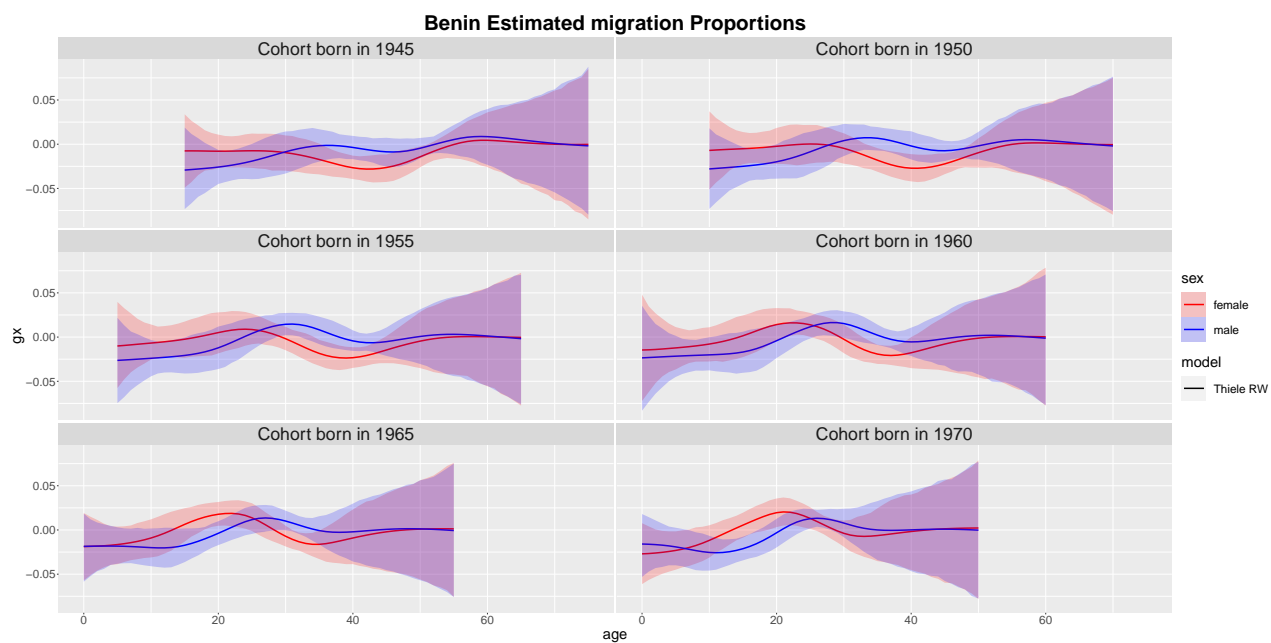 Benin Estimated migration Proportions
Cohort born in 1945
Cohort born in 1950
0.05
0.00
−0.05
Cohort born in 1955
Cohort born in 1960
0.05
0.00
−0.05
Cohort born in 1965
Cohort born in 1970
0.05
0.00
−0.05
0
20
40
60
0
20
40
60
age
gx
sex
female
male
model
Thiele RW